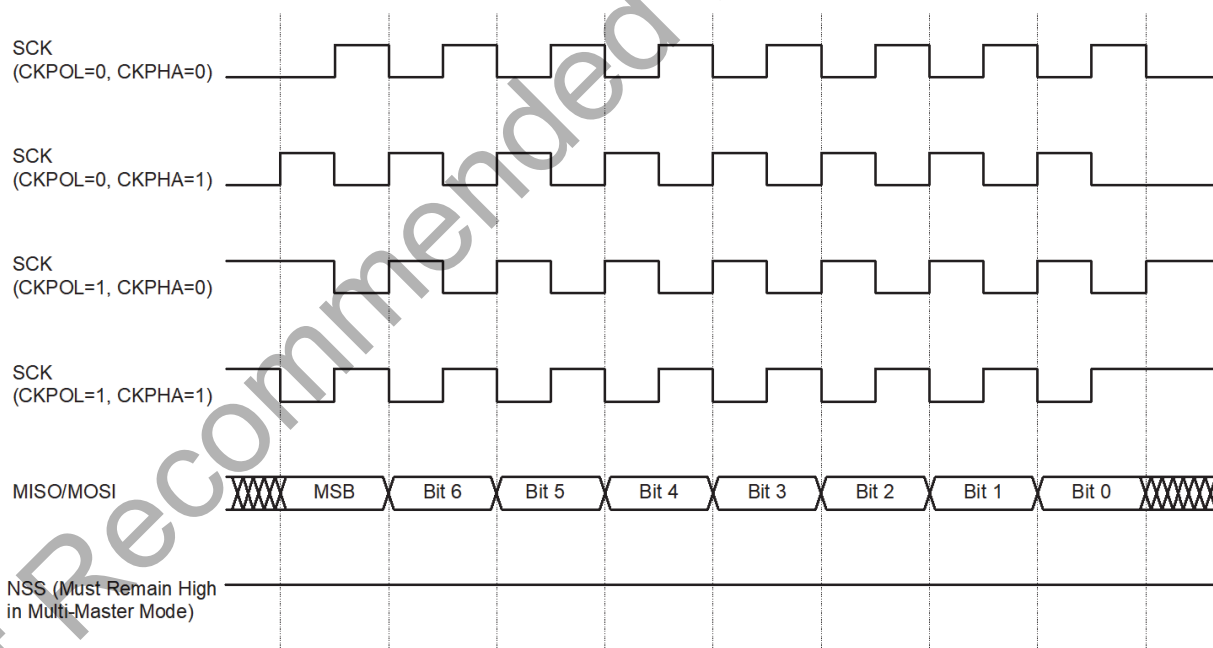 SCK
(CKPOL=0, CKPHA=0)
SCK
(CKPOL=0, CKPHA=1)
SCK
(CKPOL=1, CKPHA=0)
SCK
(CKPOL=1, CKPHA=1)
MISO/MOSI
MSB
Bit 6
Bit 5
Bit 4
Bit 3
Bit 2
Bit 1
Bit 0
NSS (Must Remain High
in Multi-Master Mode)
Recommended